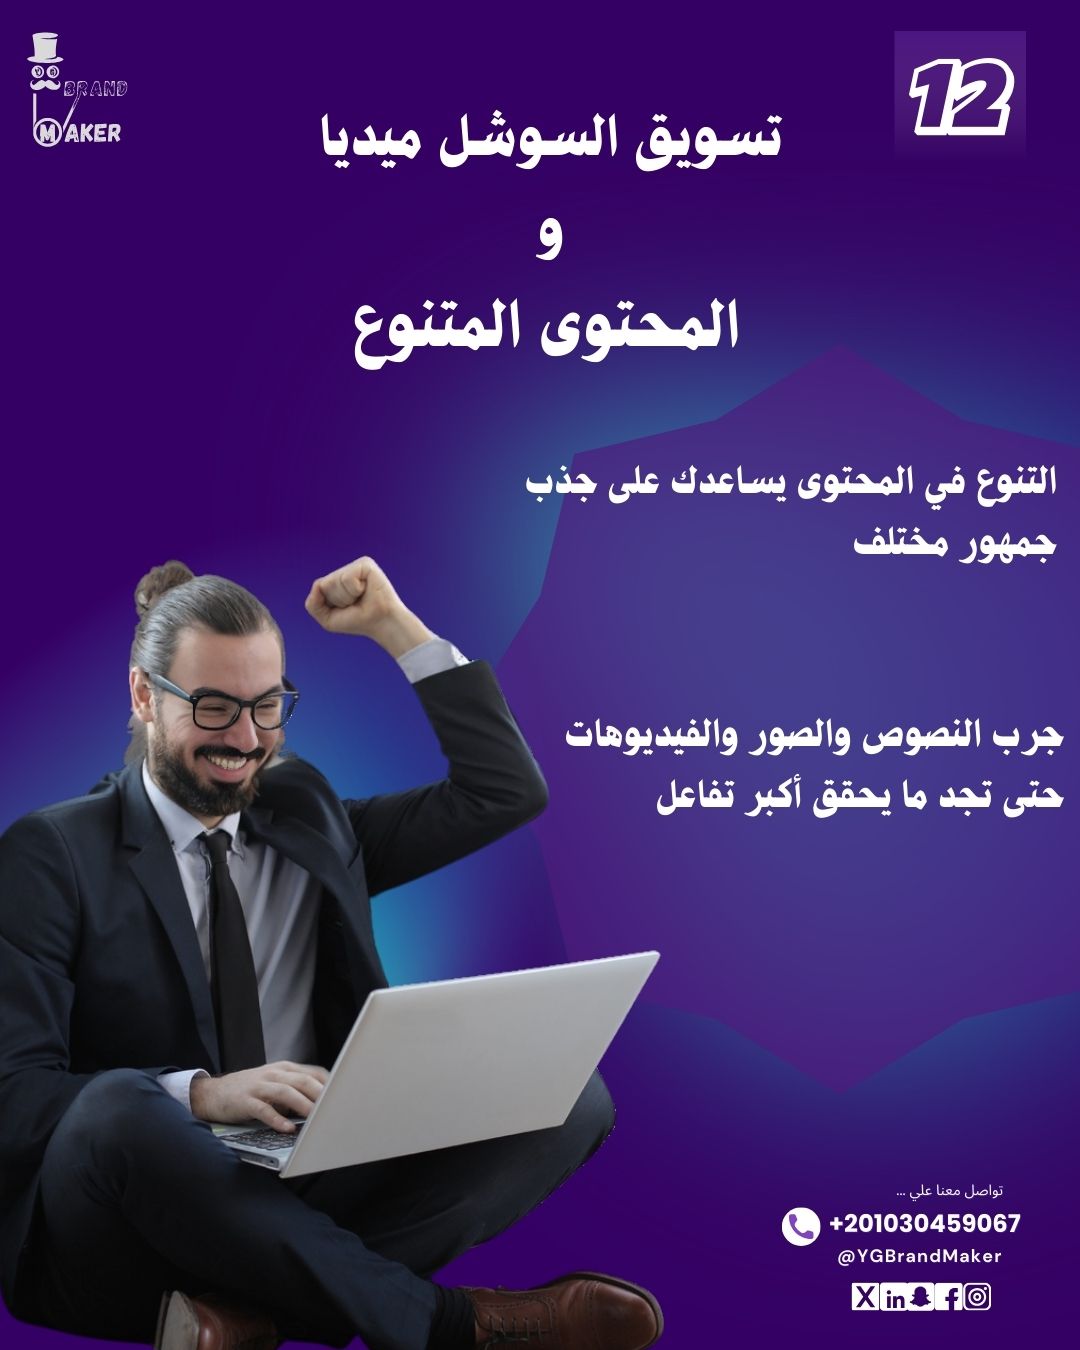 BRAND
MAKER
12
تسويق السوشل ميديا
و
المحتوى المتنوع
التنوع في المحتوى يساعدك على جذب
جمهور مختلف
جرب النصوص والصور والفيديوهات
حتى تجد ما يحقق أكبر تفاعل
تواصل معنا علي ...
+201030459067
@YGBrandMaker